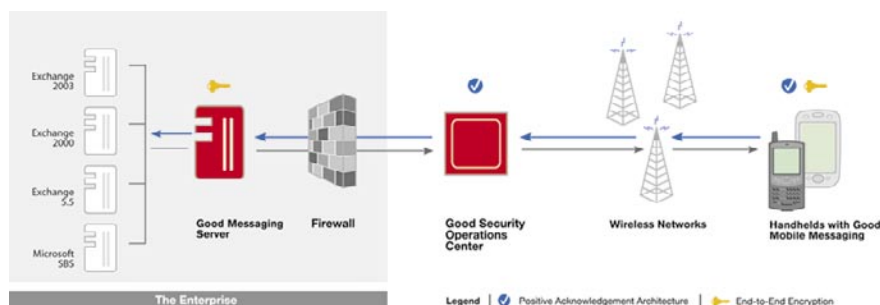 Exchange
2003
Exchange
2000
Exchange
5.5
Microsoft
SBS
Good Messaging
Server
Firewall
Good Security
Operations
Center
Wireless Networks
Handhelds with Good
Mobile Messaging
The Enterprise
Legend | Positive Acknowledgement Architecture | End-to-End Encryption